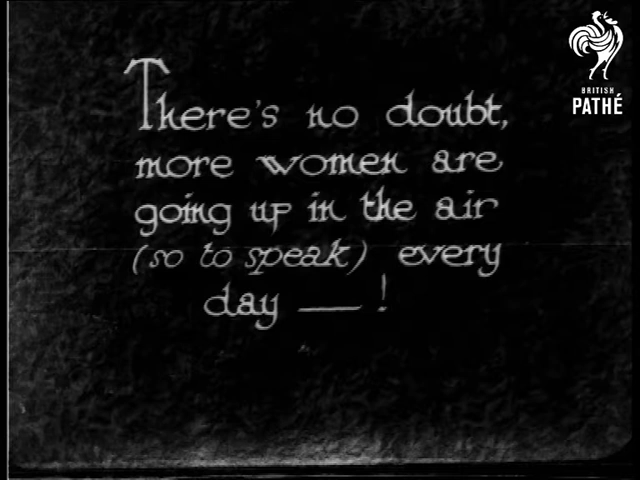 There's no doubt,
more women are
going up in the air
(so to speak) every
day — !
BRITISH
PATHÉ